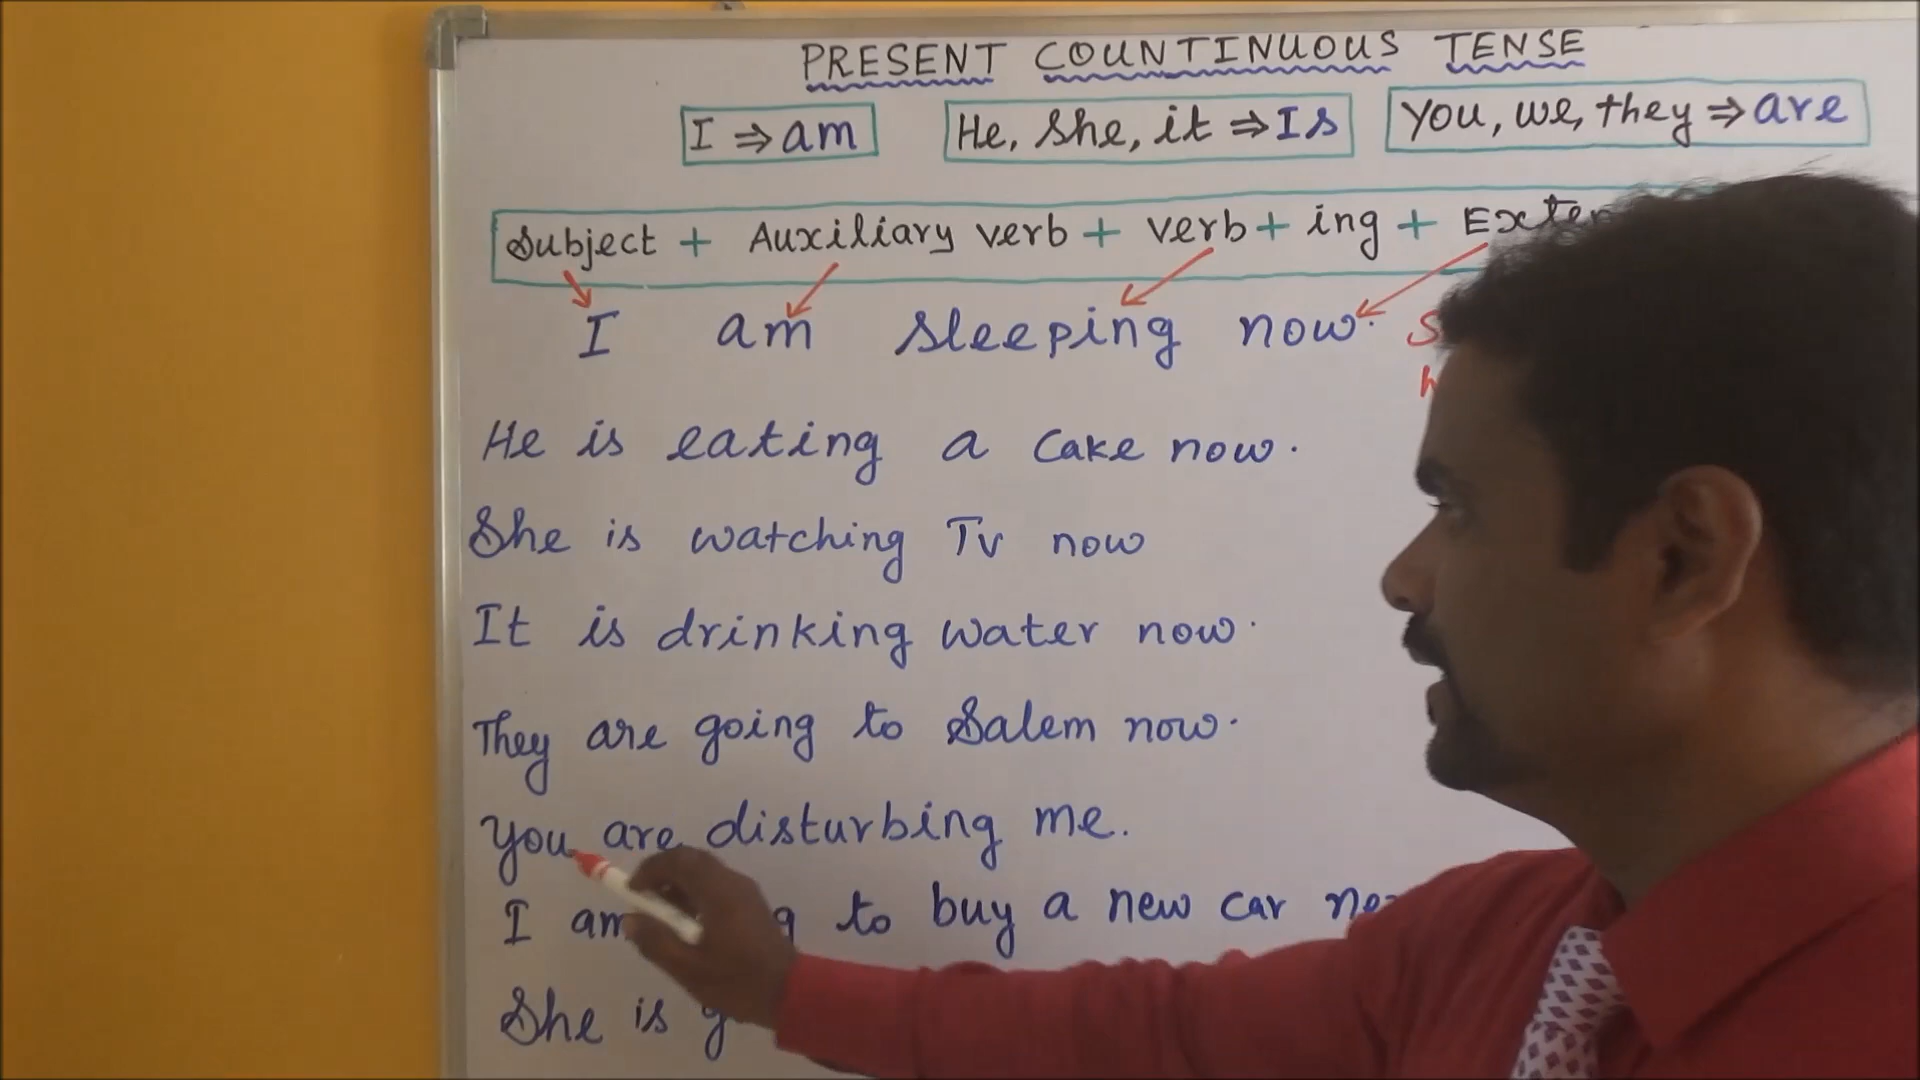 PRESENT COUNTINUOUS TENSE
I ⇒ am He, She, it ⇒ Is You, we, they ⇒ are
Subject + Auxiliary verb + verb + ing +
I am sleeping now.
He is eating a cake now.
She is watching Tv now
It is drinking water now.
They are going to Salem now.
You are disturbing me.
I am to buy a new car
She is